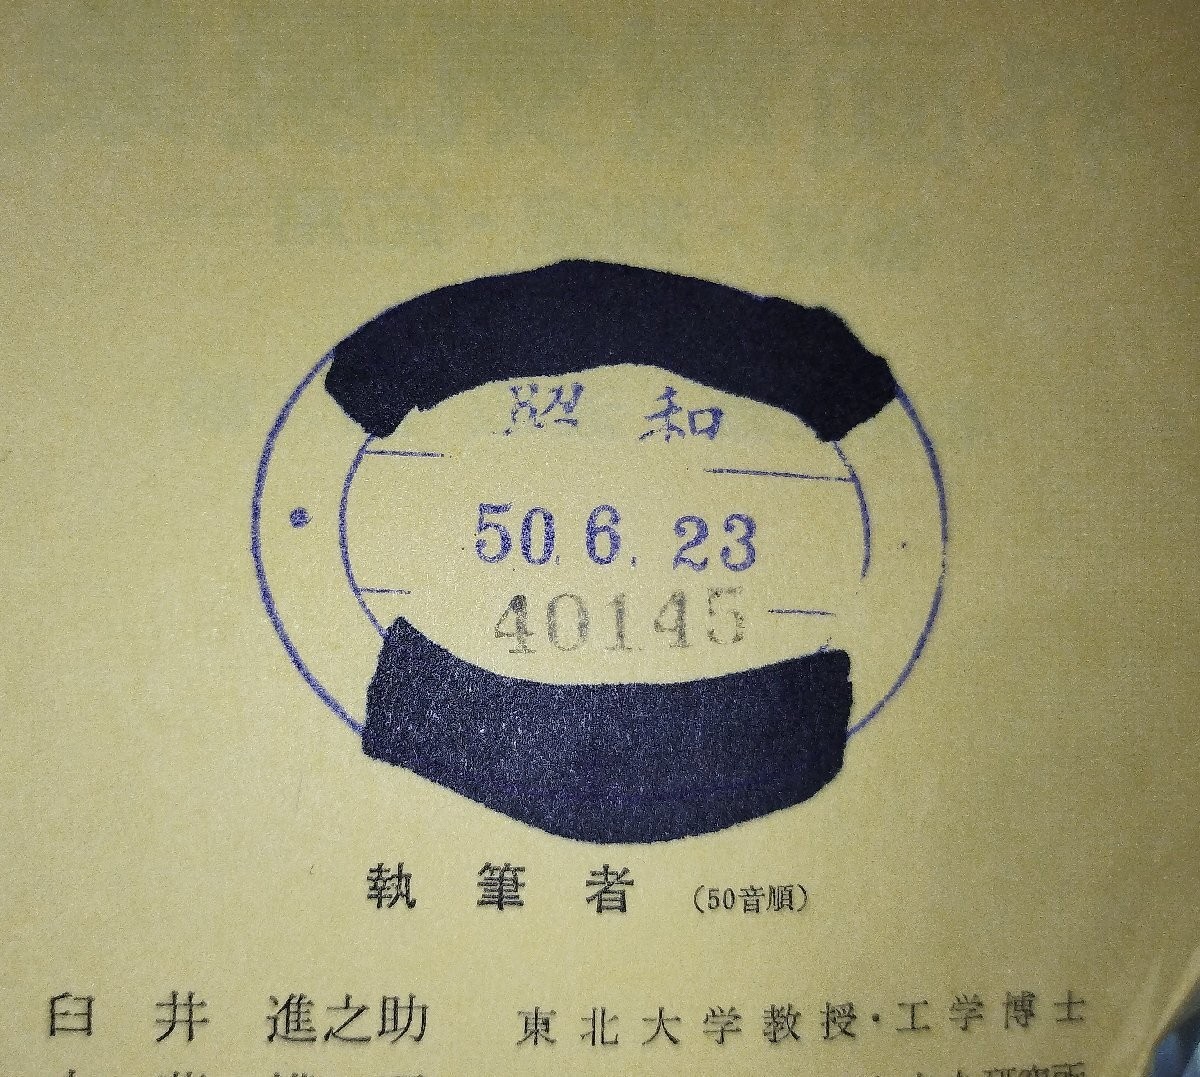 昭和
50.6.23
40145
執筆者 (50音順)
臼井 進之助 東北大学教授・工学博士